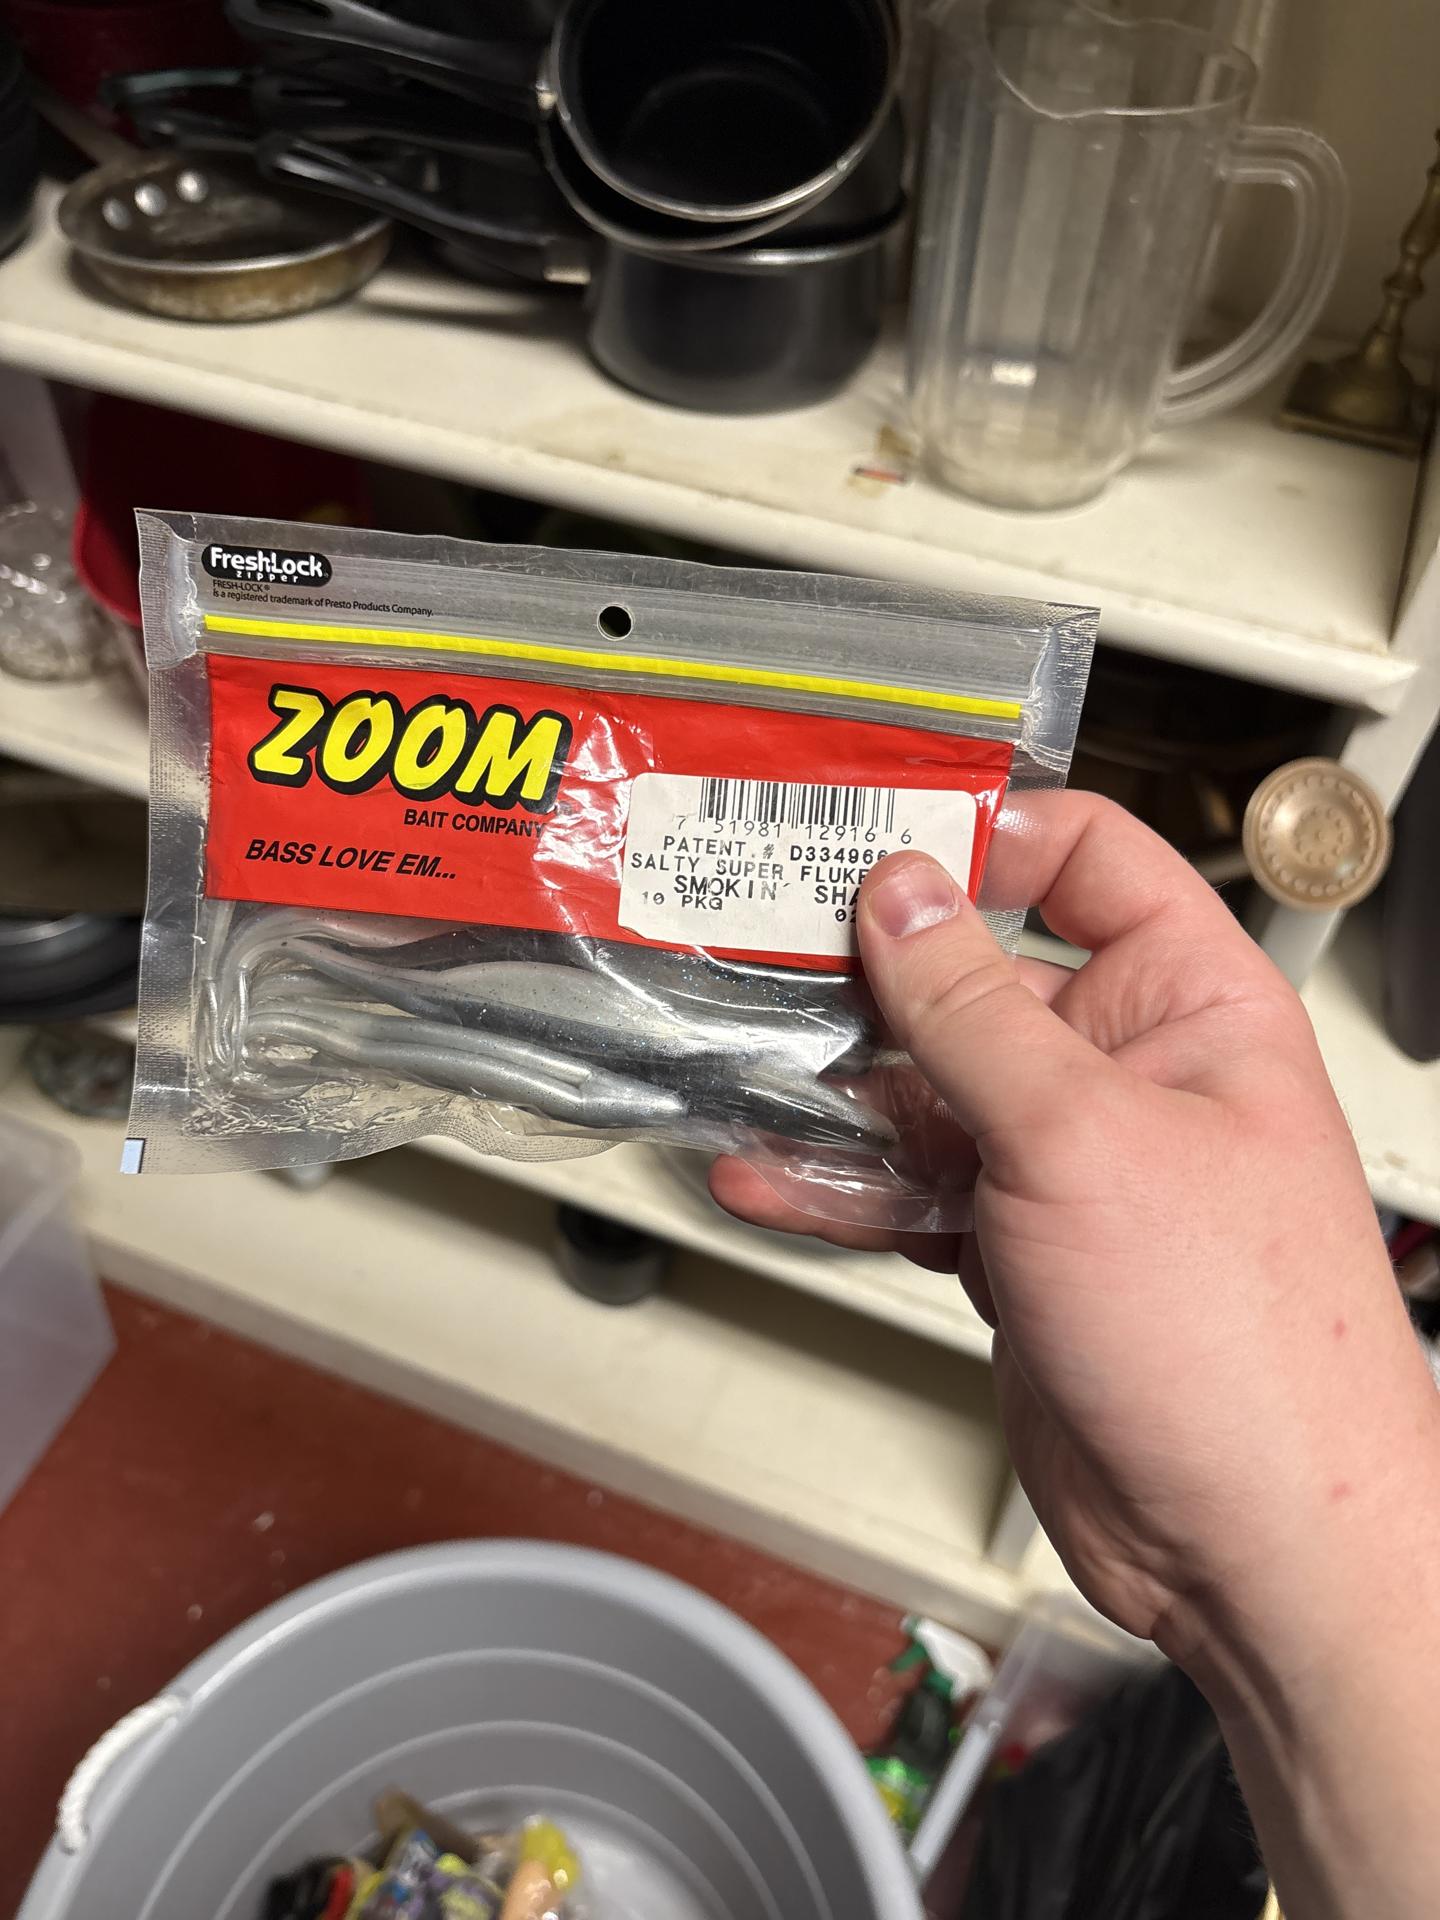 FreshLock
zipper
FRESH-LOCK®
is a registered trademark of Presto Products Company.
ZOOM
BAIT COMPANY
BASS LOVE EM...
7 51981 12916 6
PATENT.# D334966
SALTY SUPER FLUKE
SMOKIN' SHA
10 PKG 02